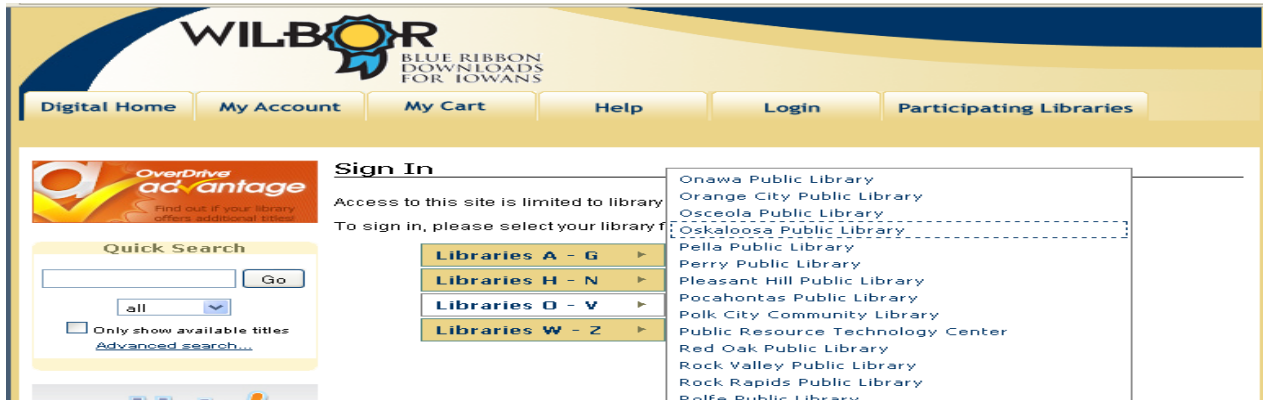 WILBOR
BLUE RIBBON
DOWNLOADS
FOR IOWANS
Digital Home My Account My Cart Help Login Participating Libraries
OverDrive
advantage
Find out if your library
offers additional titles!
Quick Search
Go
all
Only show available titles
Advanced search...
Sign In
Access to this site is limited to library
To sign in, please select your library
Libraries A - G
Libraries H - N
Libraries O - V
Libraries W - Z
Onawa Public Library
Orange City Public Library
Osceola Public Library
Oskaloosa Public Library
Pella Public Library
Perry Public Library
Pleasant Hill Public Library
Pocahontas Public Library
Polk City Community Library
Public Resource Technology Center
Red Oak Public Library
Rock Valley Public Library
Rock Rapids Public Library
Rolfe Public Library